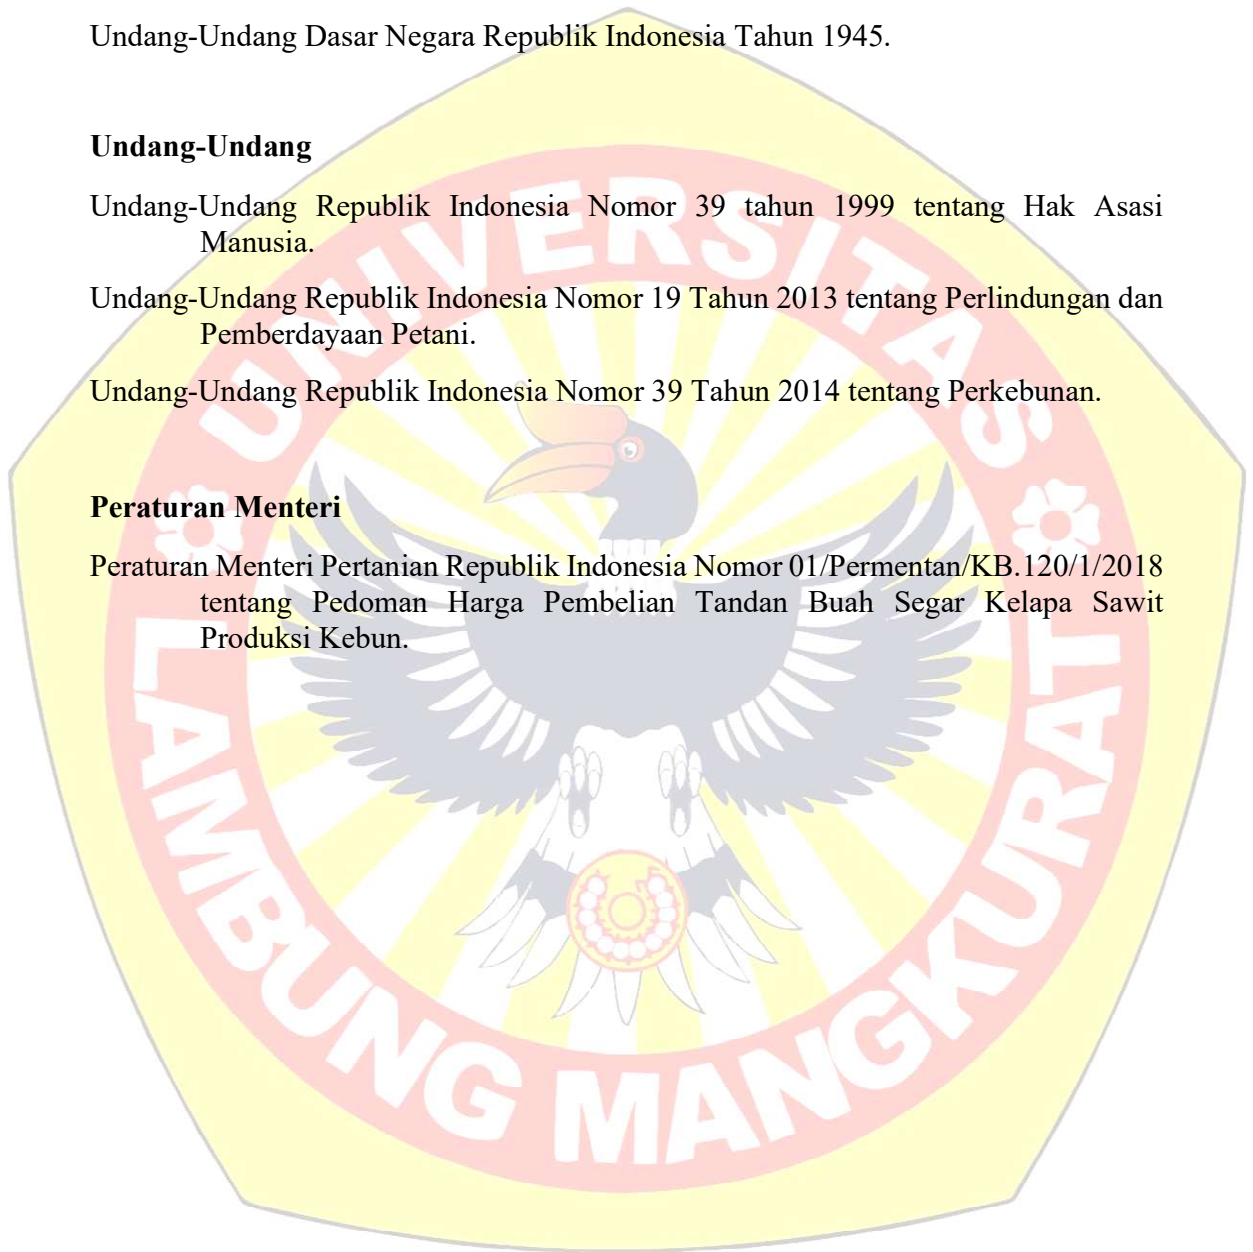 Undang-Undang Dasar Negara Republik Indonesia Tahun 1945.
Undang-Undang
Undang-Undang Republik Indonesia Nomor 39 tahun 1999 tentang Hak Asasi
Manusia.
Undang-Undang Republik Indonesia Nomor 19 Tahun 2013 tentang Perlindungan dan
Pemberdayaan Petani.
Undang-Undang Republik Indonesia Nomor 39 Tahun 2014 tentang Perkebunan.
Peraturan Menteri
Peraturan Menteri Pertanian Republik Indonesia Nomor 01/Permentan/KB.120/1/2018
tentang Pedoman Harga Pembelian Tandan Buah Segar Kelapa Sawit
Produksi Kebun.
UNIVERSITAS
LAMBUNG MANGKURAT